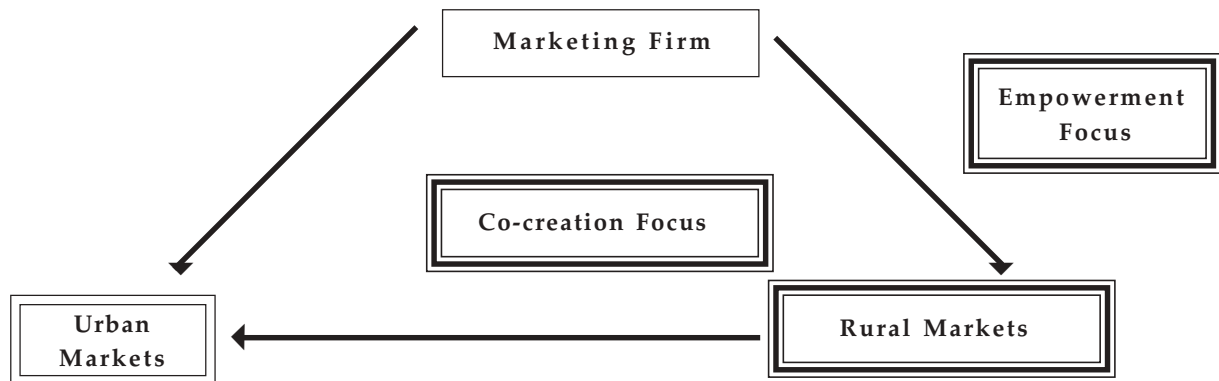 Marketing Firm
Empowerment
Focus
Co-creation Focus
Urban
Markets
Rural Markets